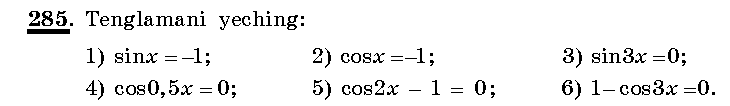 285. Tenglamani yeching:
1) sinx =–1; 2) cosx =–1; 3) sin3x =0;
4) cos0,5x = 0; 5) cos2x – 1 = 0; 6) 1–cos3x =0.